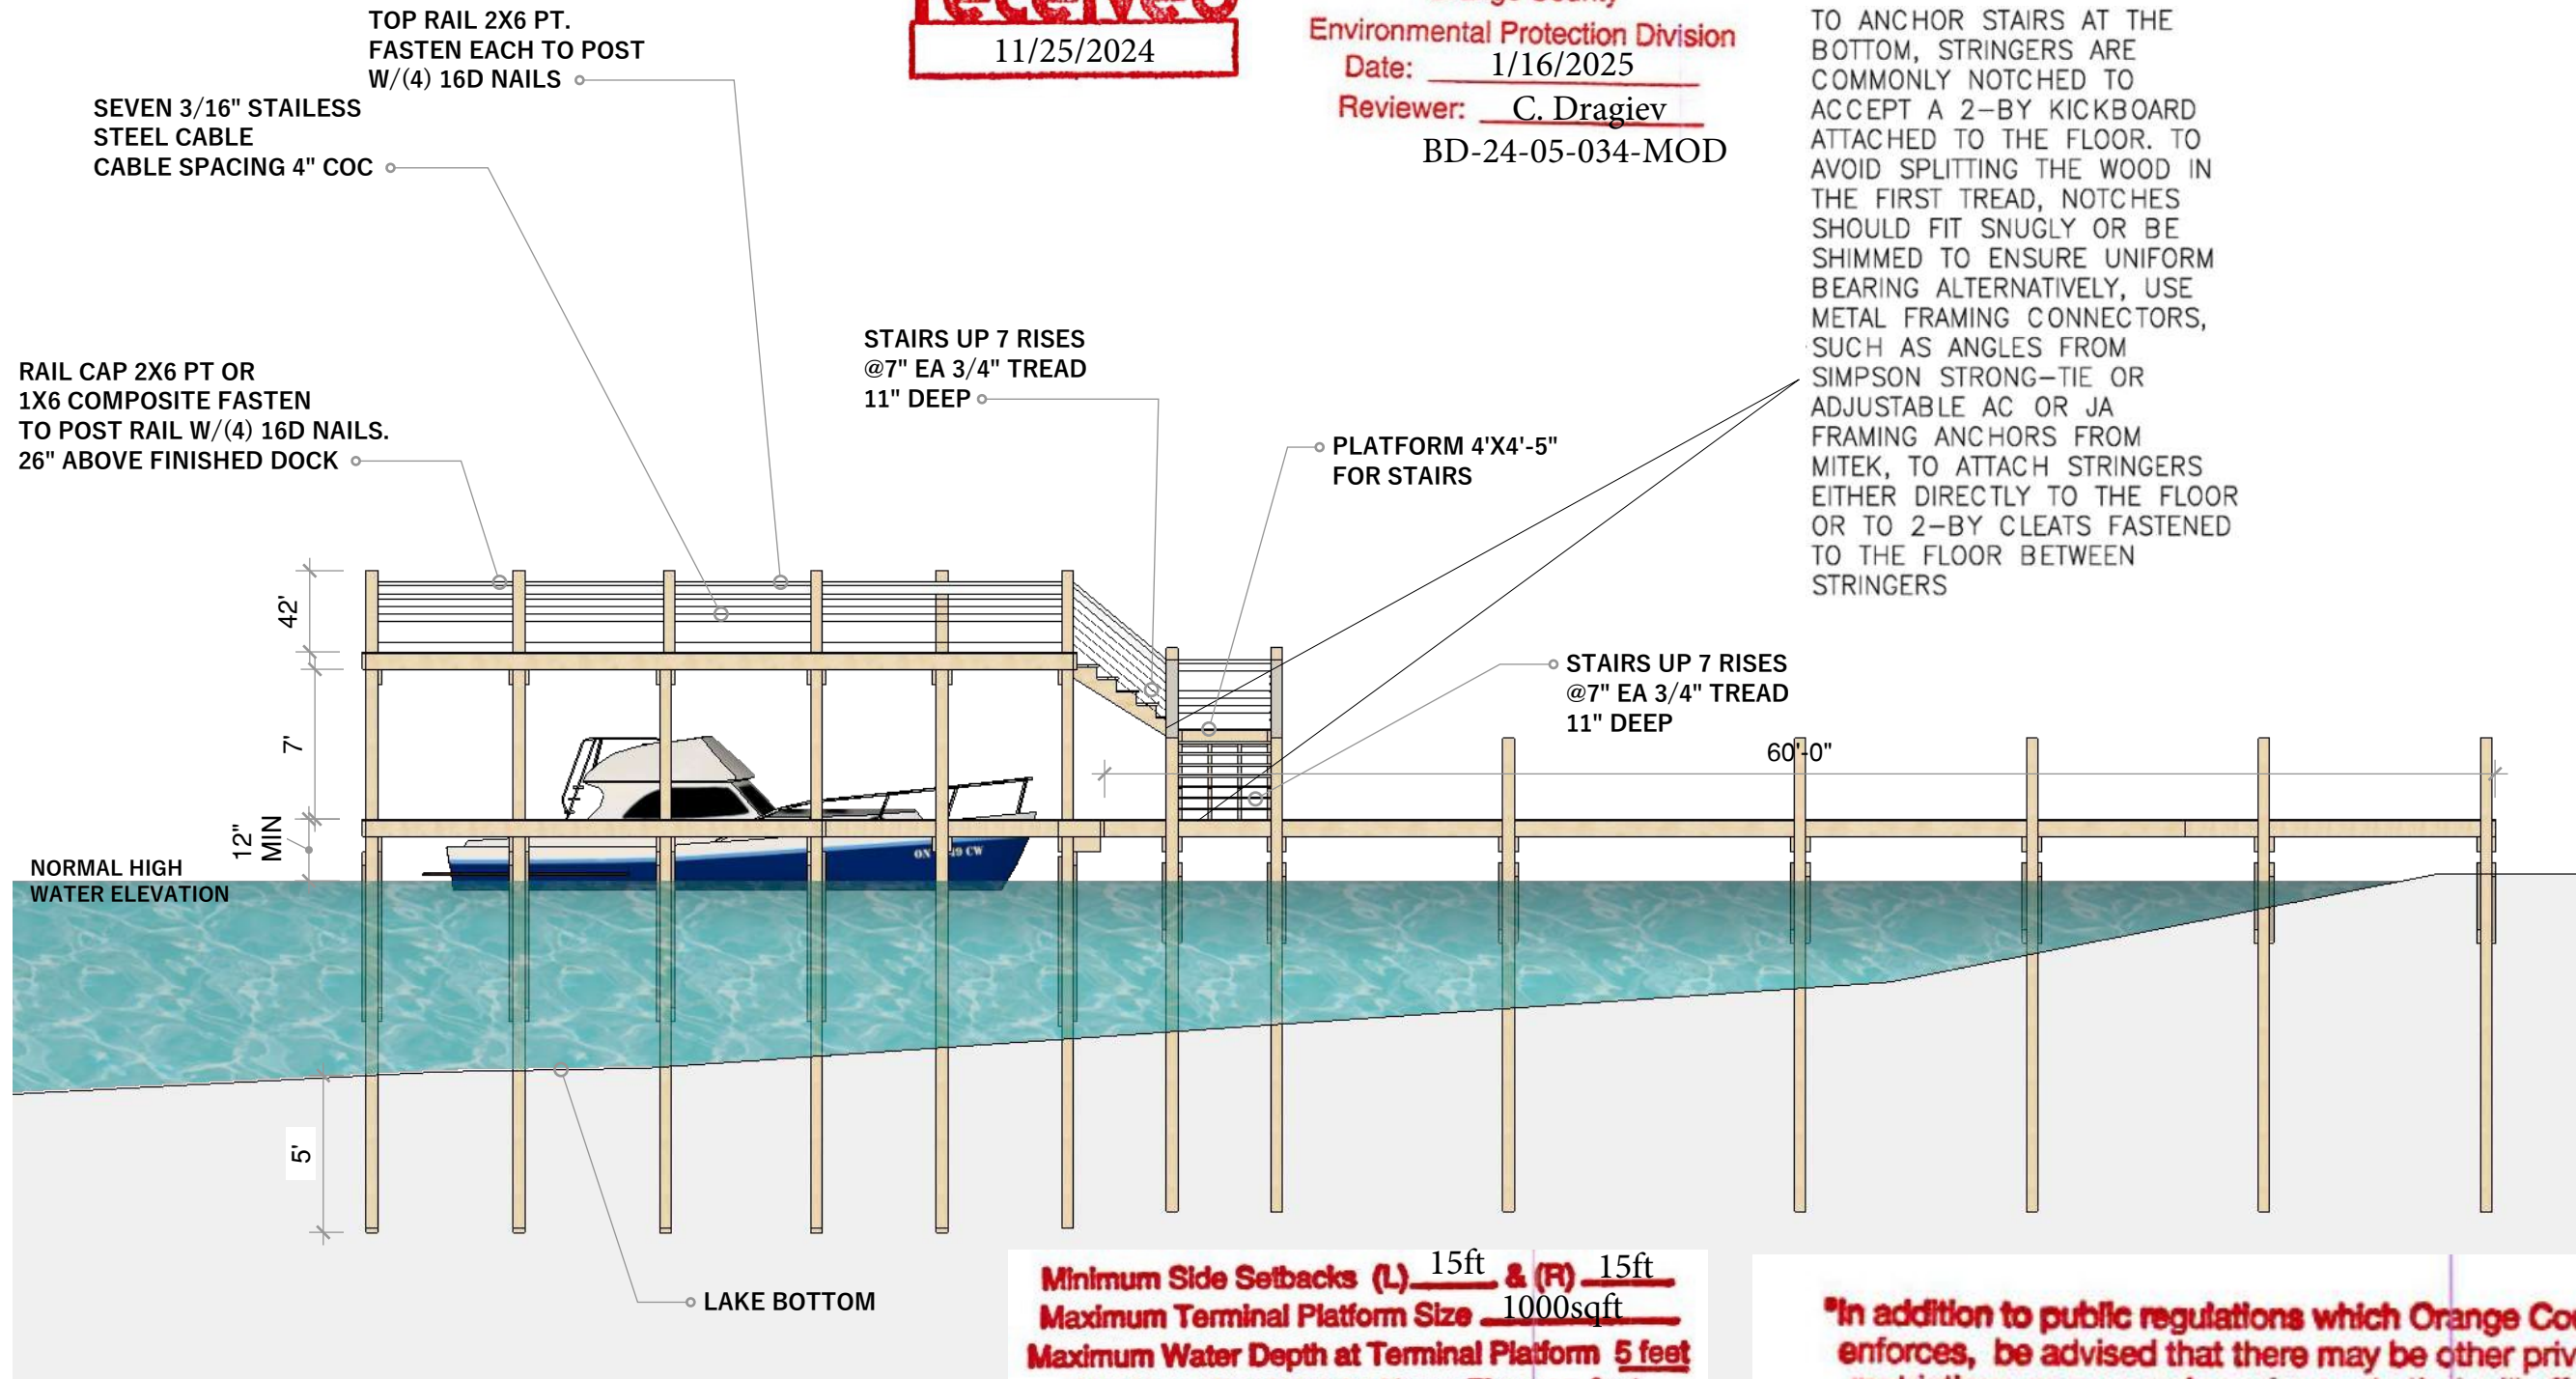 TOP RAIL 2X6 PT.
FASTEN EACH TO POST
W/(4) 16D NAILS
SEVEN 3/16" STAILESS
STEEL CABLE
CABLE SPACING 4" COC
RAIL CAP 2X6 PT OR
1X6 COMPOSITE FASTEN
TO POST RAIL W/(4) 16D NAILS.
26" ABOVE FINISHED DOCK
received
11/25/2024
Environmental Protection Division
Date: 1/16/2025
Reviewer: C. Dragiev
BD-24-05-034-MOD
TO ANCHOR STAIRS AT THE
BOTTOM, STRINGERS ARE
COMMONLY NOTCHED TO
ACCEPT A 2-BY KICKBOARD
ATTACHED TO THE FLOOR. TO
AVOID SPLITTING THE WOOD IN
THE FIRST TREAD, NOTCHES
SHOULD FIT SNUGLY OR BE
SHIMMED TO ENSURE UNIFORM
BEARING ALTERNATIVELY, USE
METAL FRAMING CONNECTORS,
SUCH AS ANGLES FROM
SIMPSON STRONG-TIE OR
ADJUSTABLE AC OR JA
FRAMING ANCHORS FROM
MITEK, TO ATTACH STRINGERS
EITHER DIRECTLY TO THE FLOOR
OR TO 2-BY CLEATS FASTENED
TO THE FLOOR BETWEEN
STRINGERS
STAIRS UP 7 RISES
@7" EA 3/4" TREAD
11" DEEP
PLATFORM 4'X4'-5"
FOR STAIRS
STAIRS UP 7 RISES
@7" EA 3/4" TREAD
11" DEEP
60'-0"
42'
7'
12"
MIN
NORMAL HIGH
WATER ELEVATION
5'
LAKE BOTTOM
Minimum Side Setbacks (L) 15ft & (R) 15ft
Maximum Terminal Platform Size 1000sqft
Maximum Water Depth at Terminal Platform 5 feet
"In addition to public regulations which Orange Cou
enforces, be advised that there may be other priv